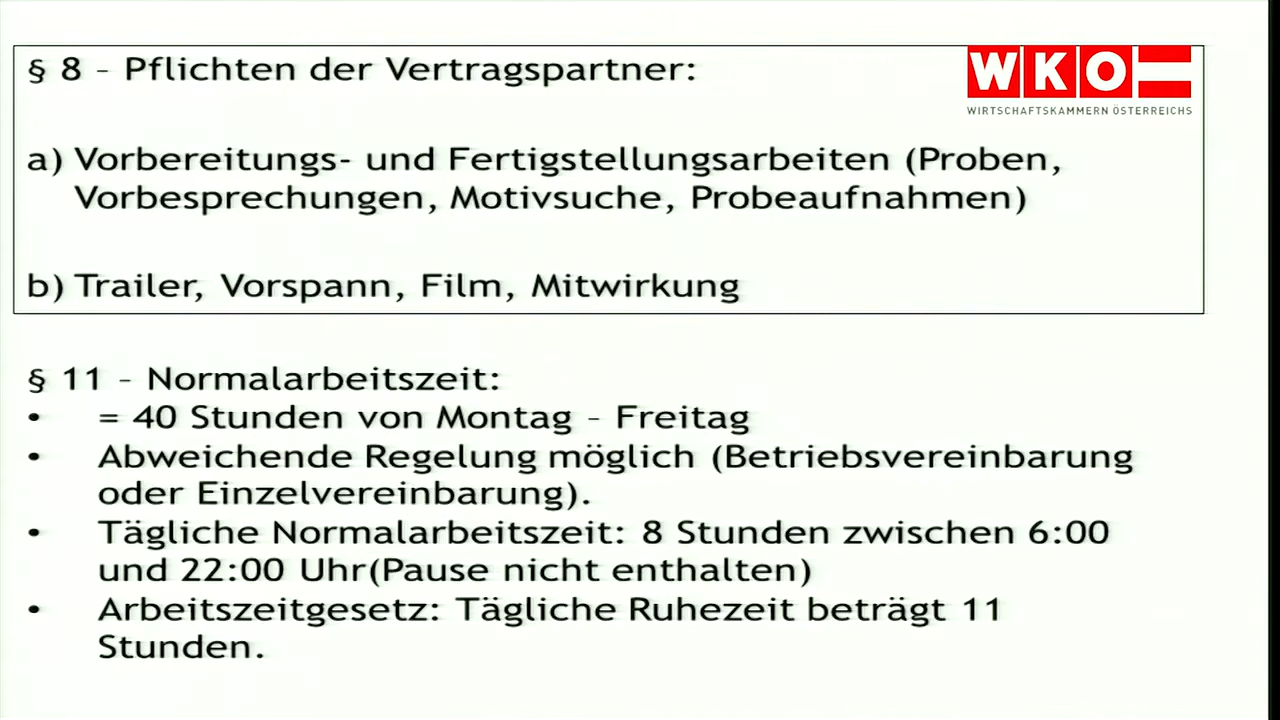 § 8 – Pflichten der Vertragspartner:
WKO
WIRTSCHAFTSKAMMERN ÖSTERREICHS
a) Vorbereitungs- und Fertigstellungsarbeiten (Proben,
Vorbesprechungen, Motivsuche, Probeaufnahmen)
b) Trailer, Vorspann, Film, Mitwirkung
§ 11 – Normalarbeitszeit:
• = 40 Stunden von Montag – Freitag
• Abweichende Regelung möglich (Betriebsvereinbarung
oder Einzelvereinbarung).
• Tägliche Normalarbeitszeit: 8 Stunden zwischen 6:00
und 22:00 Uhr(Pause nicht enthalten)
• Arbeitszeitgesetz: Tägliche Ruhezeit beträgt 11
Stunden.